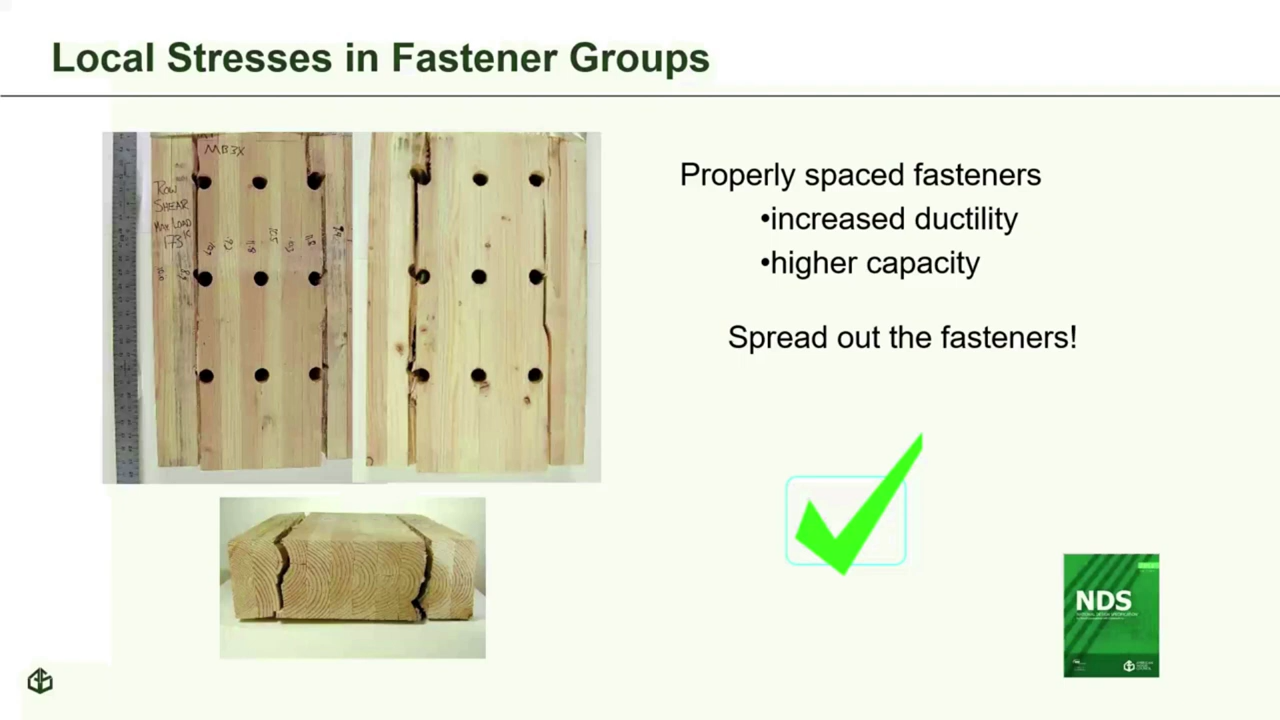 Local Stresses in Fastener Groups
MB3X
ROW
SHEAR
MAX LOAD
173K
Properly spaced fasteners
•increased ductility
•higher capacity
Spread out the fasteners!
NDS